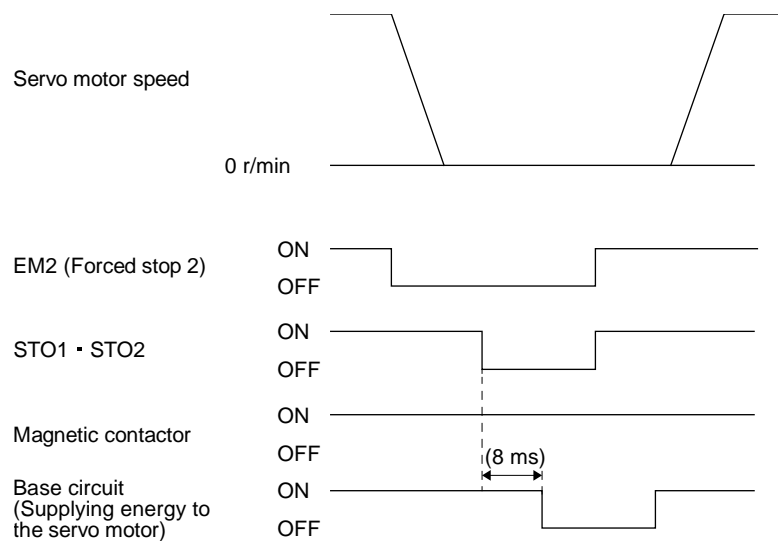 Servo motor speed
0 r/min
EM2 (Forced stop 2)
ON
OFF
STO1・STO2
ON
OFF
Magnetic contactor
ON
OFF
(8 ms)
Base circuit
(Supplying energy to
the servo motor)
ON
OFF